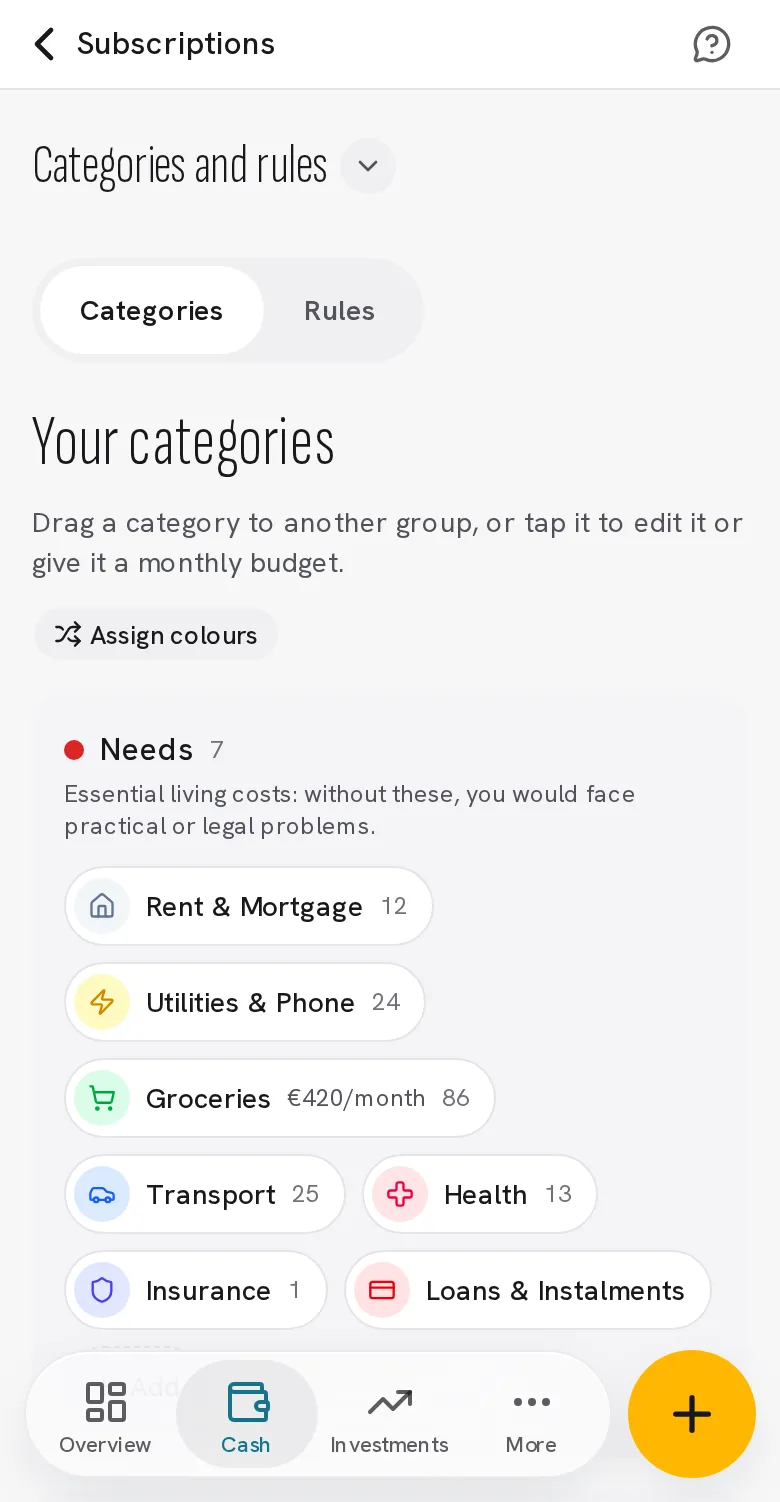 Subscriptions
Categories and rules
Categories Rules
Your categories
Drag a category to another group, or tap it to edit it or
give it a monthly budget.
Assign colours
Needs 7
Essential living costs: without these, you would face
practical or legal problems.
Rent & Mortgage 12
Utilities & Phone 24
Groceries €420/month 86
Transport 25 Health 13
Insurance 1 Loans & Instalments
Add
Overview Cash Investments More